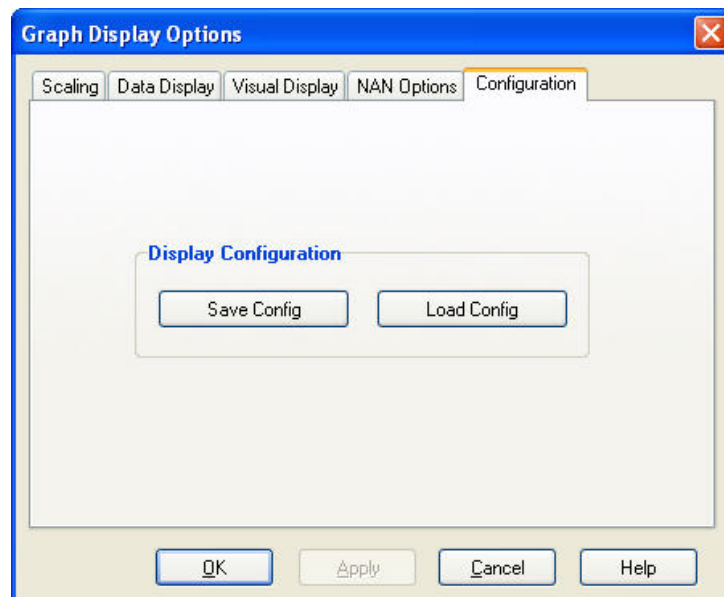 Graph Display Options
Scaling Data Display Visual Display NAN Options Configuration
Display Configuration
Save Config Load Config
OK Apply Cancel Help